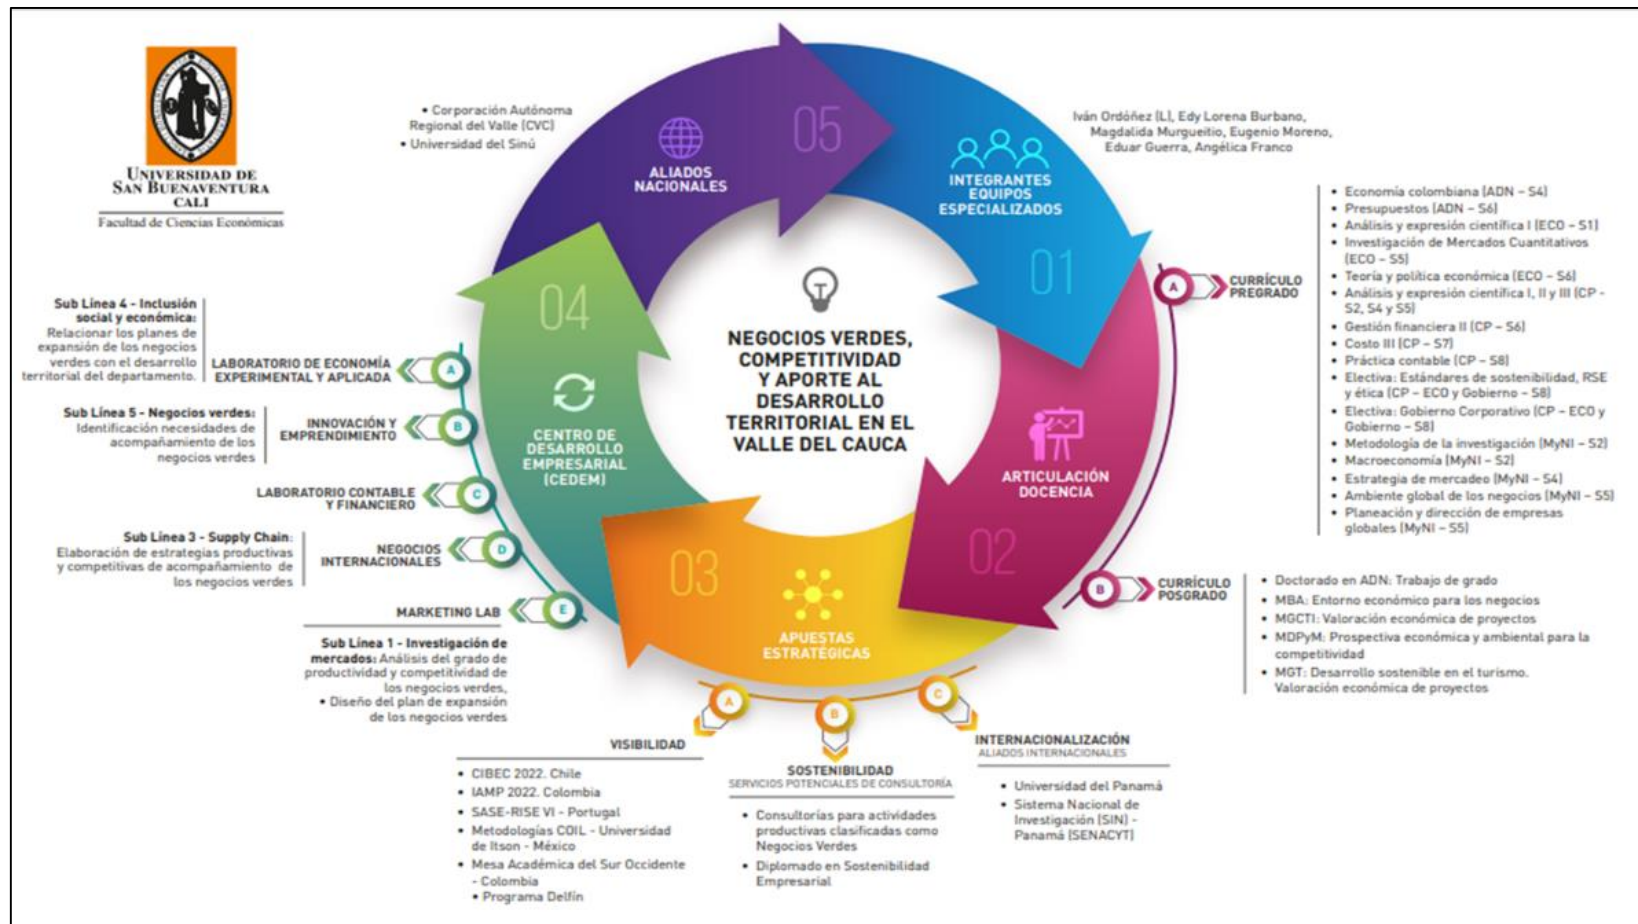 UNIVERSIDAD DE
SAN BUENAVENTURA
CALI
Facultad de Ciencias Económicas
• Corporación Autónoma
Regional del Valle (CVC)
• Universidad del Sinú
05
ALIADOS
NACIONALES
INTEGRANTES
EQUIPOS
ESPECIALIZADOS
01
Iván Ordóñez (L), Edy Lorena Burbano,
Magdalida Murgueitio, Eugenio Moreno,
Eduar Guerra, Angélica Franco
NEGOCIOS VERDES,
COMPETITIVIDAD
Y APORTE AL
DESARROLLO
TERRITORIAL EN EL
VALLE DEL CAUCA
A
CURRÍCULO
PREGRADO
• Economía colombiana (ADN – S4)
• Presupuestos (ADN – S6)
• Análisis y expresión científica I (ECO – S1)
• Investigación de Mercados Cuantitativos
(ECO – S5)
• Teoría y política económica (ECO – S6)
• Análisis y expresión científica I, II y III (CP -
S2, S4 y S5)
• Gestión financiera II (CP – S6)
• Costo III (CP – S7)
• Práctica contable (CP – S8)
• Electiva: Estándares de sostenibilidad, RSE
y ética (CP – ECO y Gobierno – S8)
• Electiva: Gobierno Corporativo (CP – ECO y
Gobierno – S8)
• Metodología de la investigación (MyNI – S2)
• Macroeconomía (MyNI – S2)
• Estrategia de mercadeo (MyNI – S4)
• Ambiente global de los negocios (MyNI – S5)
• Planeación y dirección de empresas
globales (MyNI – S5)
ARTICULACIÓN
DOCENCIA
02
B
CURRÍCULO
POSGRADO
• Doctorado en ADN: Trabajo de grado
• MBA: Entorno económico para los negocios
• MGCTI: Valoración económica de proyectos
• MDPyM: Prospectiva económica y ambiental para la
competitividad
• MGT: Desarrollo sostenible en el turismo.
Valoración económica de proyectos
03
APUESTAS
ESTRATÉGICAS
A
VISIBILIDAD
• CIBEC 2022. Chile
• IAMP 2022. Colombia
• SASE-RISE VI - Portugal
• Metodologías COIL - Universidad
de Itson - México
• Mesa Académica del Sur Occidente
- Colombia
• Programa Delfín
B
SOSTENIBILIDAD
SERVICIOS POTENCIALES DE CONSULTORÍA
• Consultorías para actividades
productivas clasificadas como
Negocios Verdes
• Diplomado en Sostenibilidad
Empresarial
C
INTERNACIONALIZACIÓN
ALIADOS INTERNACIONALES
• Universidad del Panamá
• Sistema Nacional de
Investigación (SIN) -
Panamá (SENACYT)
04
CENTRO DE
DESARROLLO
EMPRESARIAL
(CEDEM)
Sub Línea 4 - Inclusión
social y económica:
Relacionar los planes de
expansión de los negocios
verdes con el desarrollo
territorial del departamento.
LABORATORIO DE ECONOMÍA
EXPERIMENTAL Y APLICADA
A
Sub Línea 5 - Negocios verdes:
Identificación necesidades de
acompañamiento de los
negocios verdes
INNOVACIÓN Y
EMPRENDIMIENTO
B
LABORATORIO CONTABLE
Y FINANCIERO
C
Sub Línea 3 - Supply Chain:
Elaboración de estrategias productivas
y competitivas de acompañamiento de
los negocios verdes
NEGOCIOS
INTERNACIONALES
D
MARKETING LAB
E
Sub Línea 1 - Investigación de
mercados: Análisis del grado de
productividad y competitividad de
los negocios verdes,
• Diseño del plan de expansión
de los negocios verdes